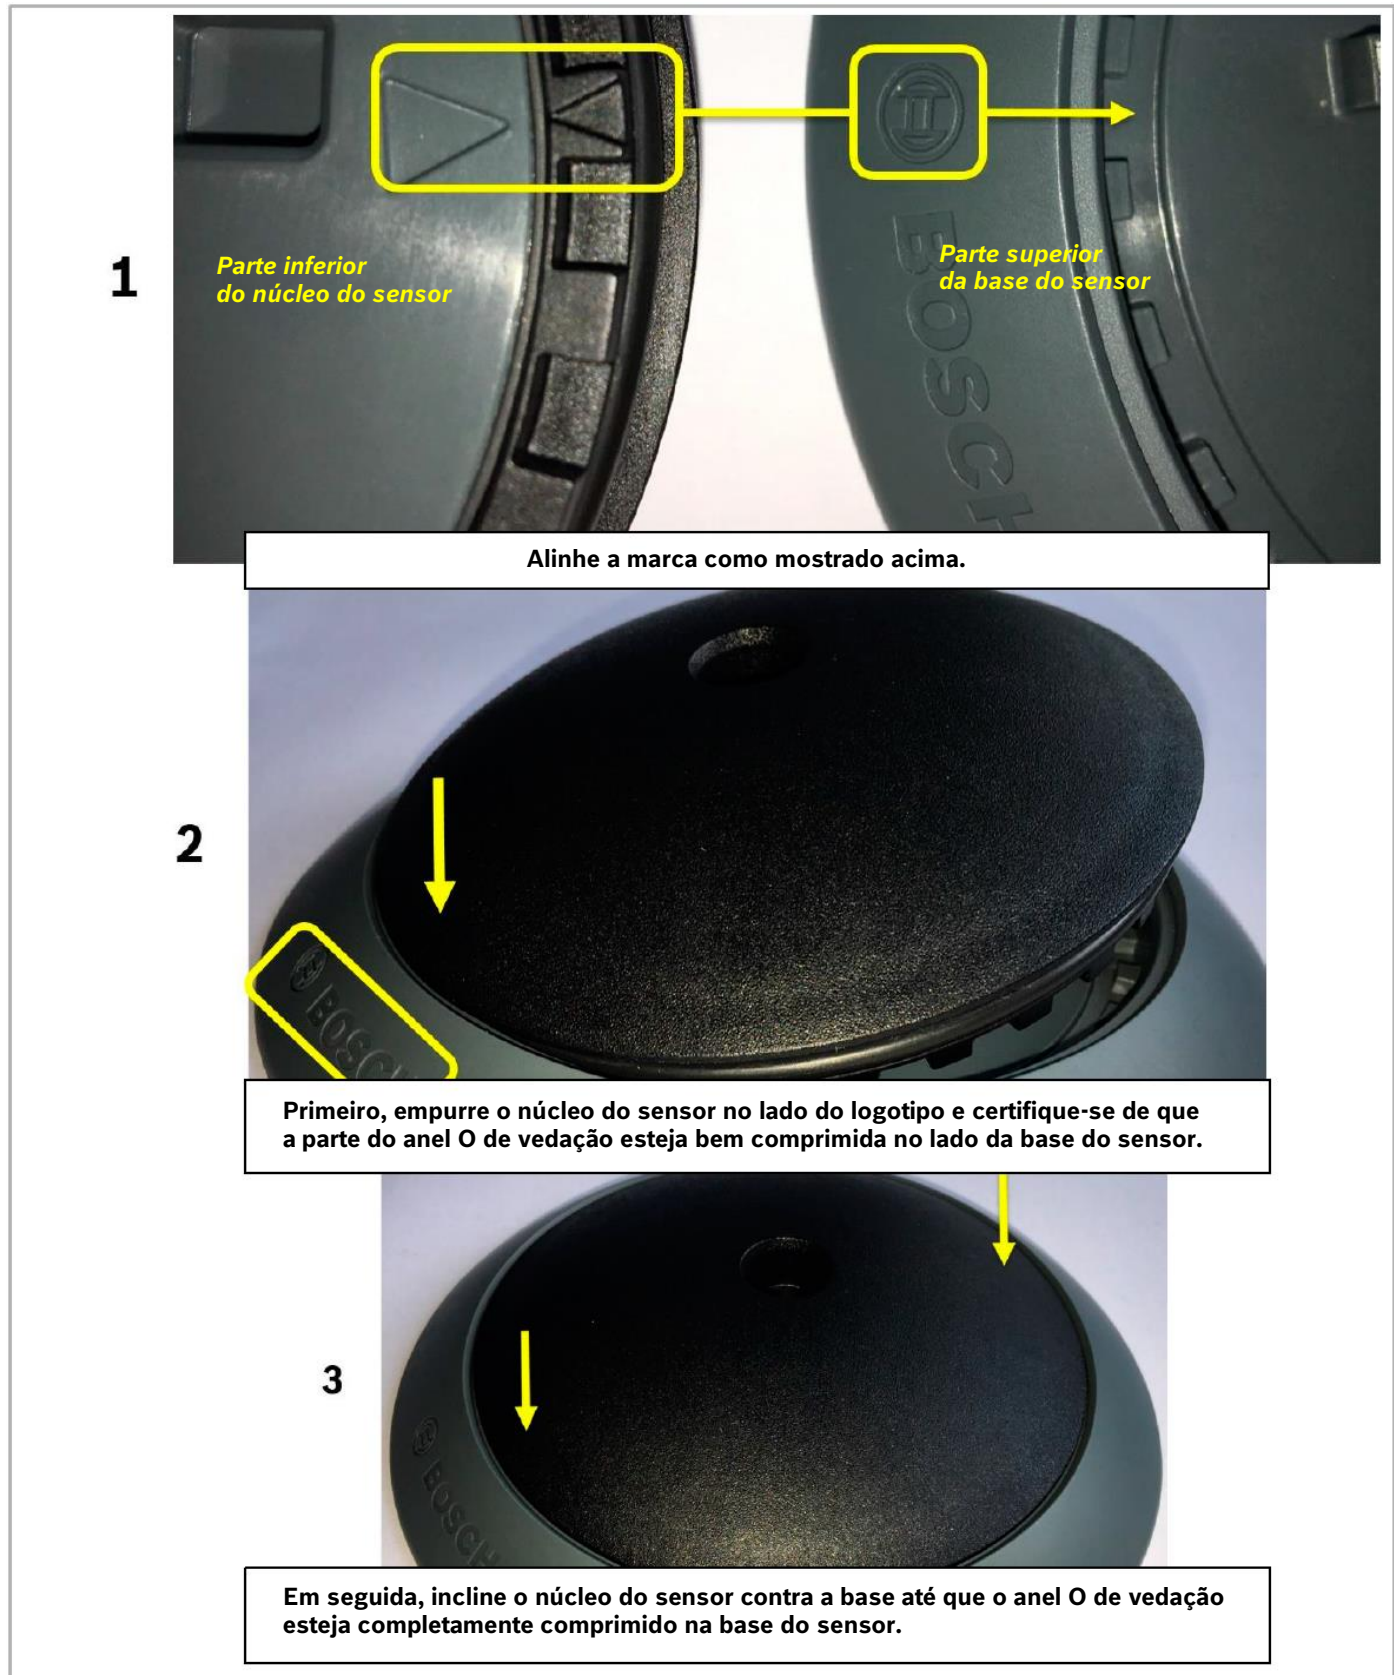 1
Parte inferior
do núcleo do sensor
BOSCH
Parte superior
da base do sensor
Alinhe a marca como mostrado acima.
2
BOSCH
Primeiro, empurre o núcleo do sensor no lado do logotipo e certifique-se de que
a parte do anel O de vedação esteja bem comprimida no lado da base do sensor.
3
BOSCH
Em seguida, incline o núcleo do sensor contra a base até que o anel O de vedação
esteja completamente comprimido na base do sensor.